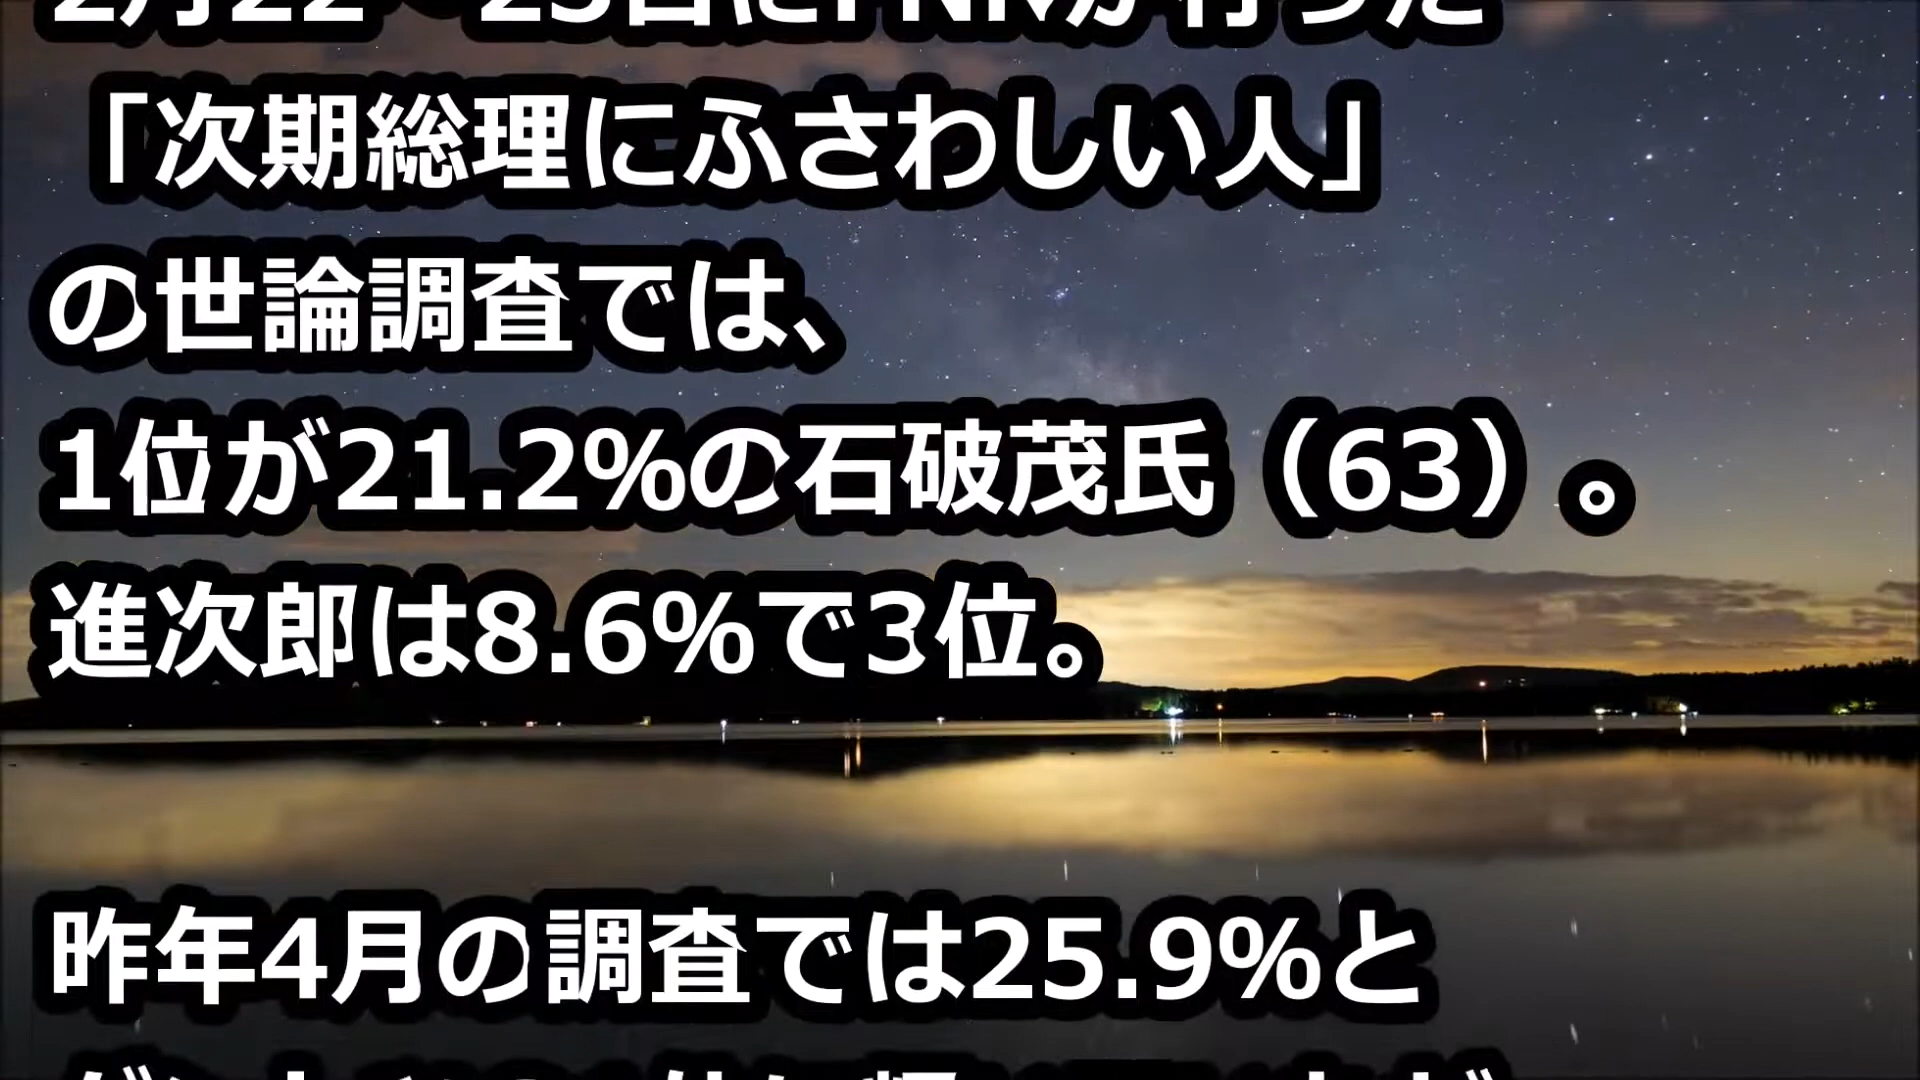 「次期総理にふさわしい人」
の世論調査では、
1位が21.2%の石破茂氏（63）。
進次郎は8.6%で3位。
昨年4月の調査では25.9%と